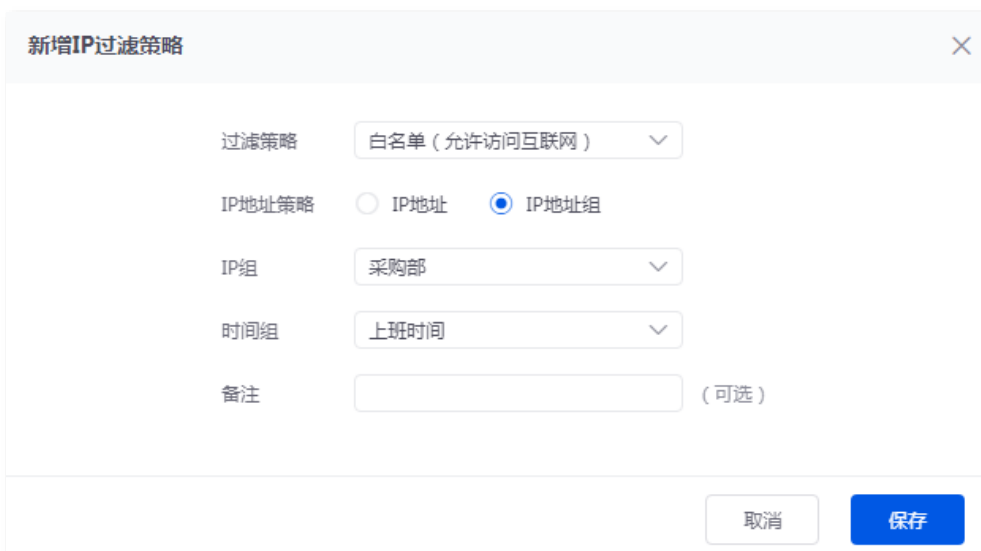 新增IP过滤策略
过滤策略 白名单（允许访问互联网）
IP地址策略 IP地址 IP地址组
IP组 采购部
时间组 上班时间
备注 （可选）
取消 保存